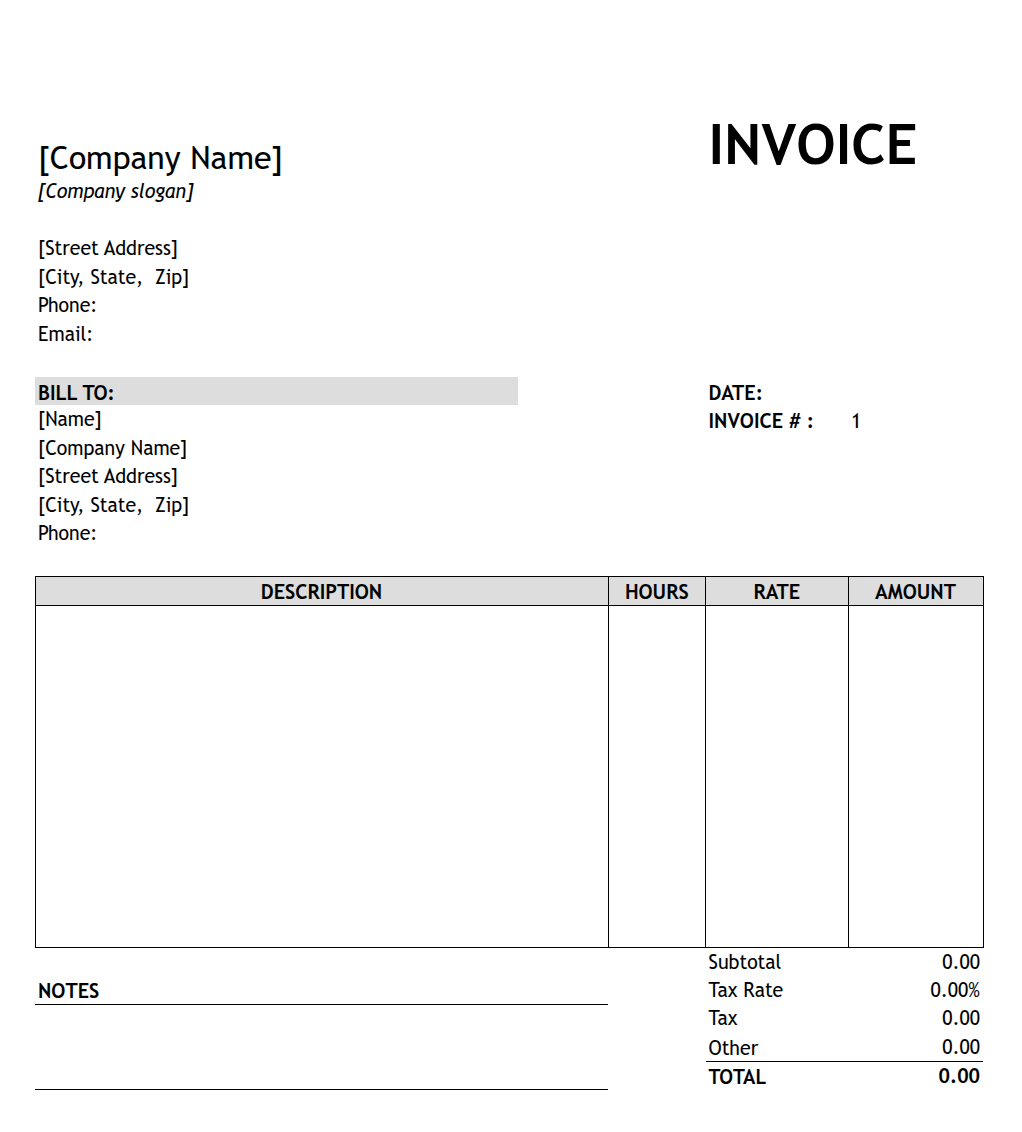 INVOICE
[Company Name]
[Company slogan]
[Street Address]
[City, State,  Zip]
Phone:
Email:
BILL TO:
DATE:
[Name]
INVOICE # : 1
[Company Name]
[Street Address]
[City, State,  Zip]
Phone:
DESCRIPTION HOURS RATE AMOUNT
Subtotal 0.00
NOTES
Tax Rate 0.00%
Tax 0.00
Other 0.00
TOTAL 0.00